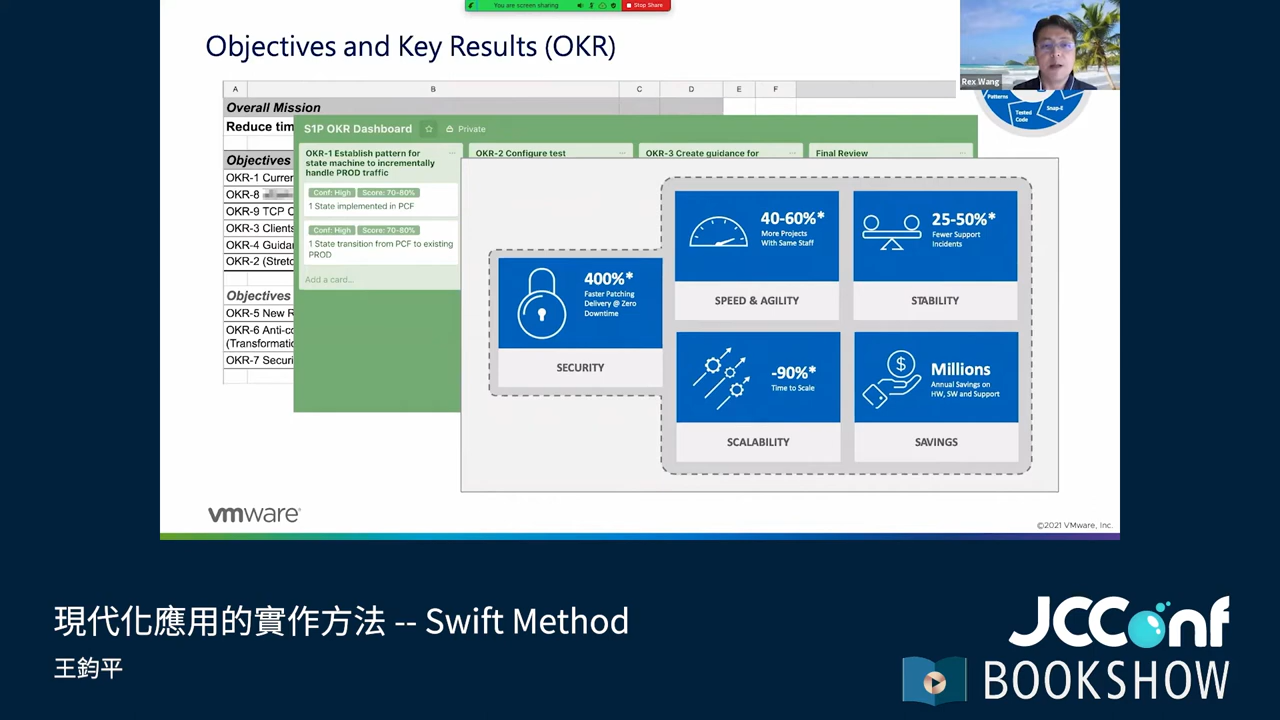 You are screen sharing
Stop Share
Objectives and Key Results (OKR)
Rex Wang
Patterns
Tested
Code
Snap-E
A B C D E F
Overall Mission
Reduce tim
Objectives
OKR-1 Curren
OKR-8
OKR-9 TCP C
OKR-3 Clients
OKR-4 Guidan
OKR-2 (Stretc
Objectives
OKR-5 New R
OKR-6 Anti-co
(Transformatio
OKR-7 Securi
S1P OKR Dashboard
Private
OKR-1 Establish pattern for
state machine to incrementally
handle PROD traffic
Conf: High Score: 70-80%
1 State implemented in PCF
Conf: High Score: 70-80%
1 State transition from PCF to existing
PROD
Add a card...
OKR-2 Configure test
OKR-3 Create guidance for
Final Review
400%*
Faster Patching
Delivery @ Zero
Downtime
SECURITY
40-60%*
More Projects
With Same Staff
SPEED & AGILITY
25-50%*
Fewer Support
Incidents
STABILITY
-90%*
Time to Scale
SCALABILITY
Millions
Annual Savings on
HW, SW and Support
SAVINGS
vmware®
©2021 VMware, Inc.
現代化應用的實作方法 -- Swift Method
王鈞平
JCConf
BOOKSHOW